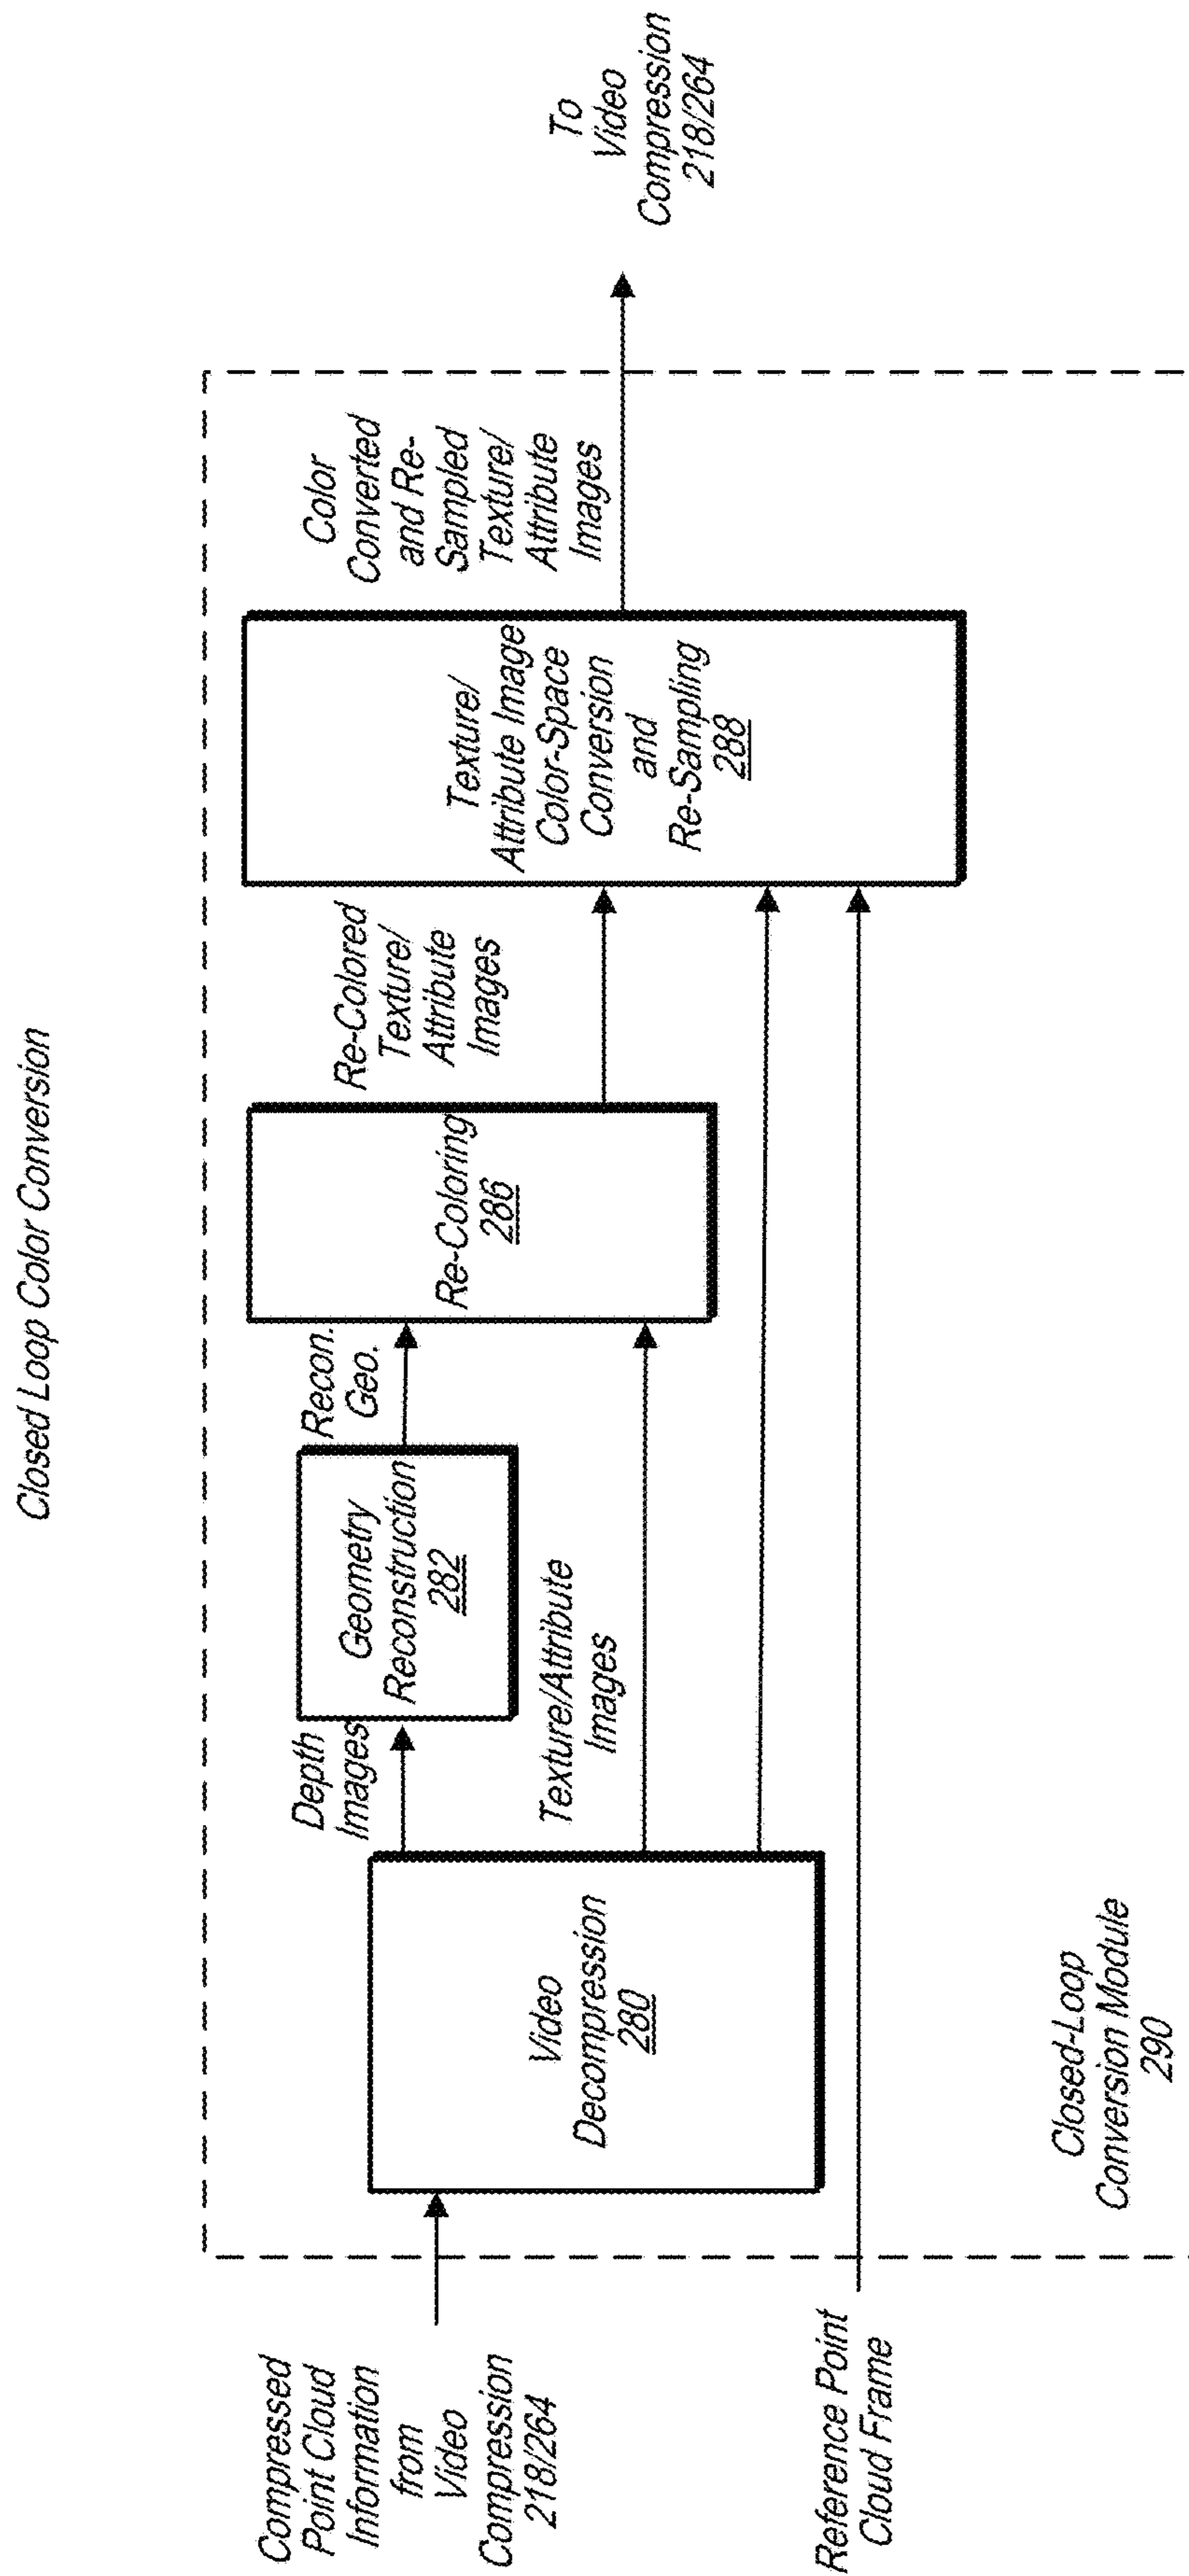 Closed Loop Color Conversion
Compressed
Point Cloud
Information
from
Video
Compression
218/264
Reference Point
Cloud Frame
Video
Decompression
280
Depth
Images
Texture/Attribute
Images
Geometry
Reconstruction
282
Recon.
Geo.
Re-Coloring
286
Re-Colored
Texture/
Attribute
Images
Texture/
Attribute Image
Color-Space
Conversion
and
Re-Sampling
288
Color
Converted
and Re-
Sampled
Texture/
Attribute
Images
To
Video
Compression
218/264
Closed-Loop
Conversion Module
290